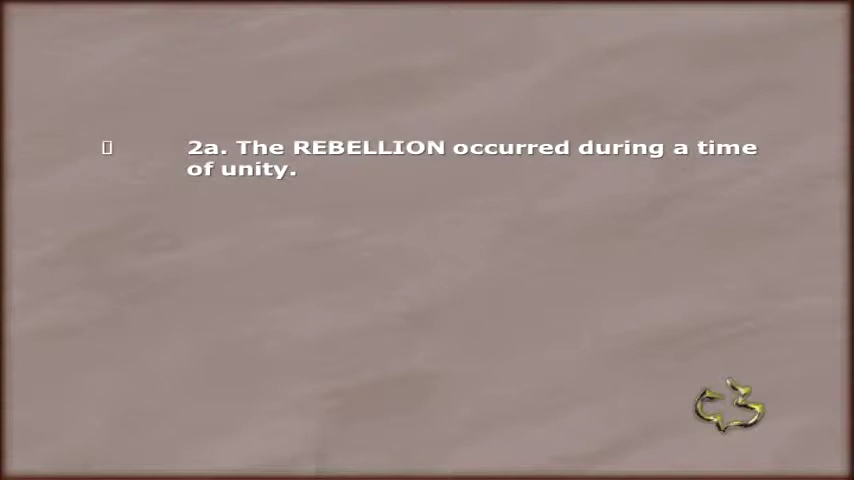 2a. The REBELLION occurred during a time
of unity.